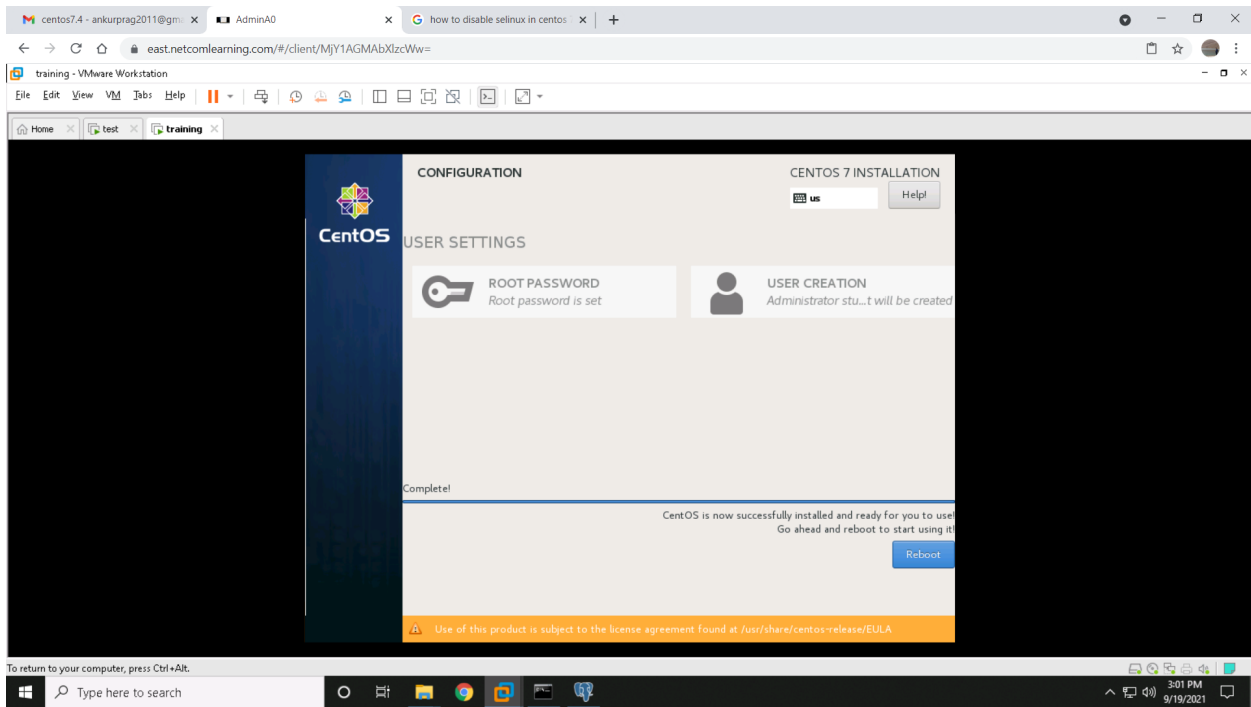 centos7.4 - ankurprag2011@gm
AdminA0
how to disable selinux in centos
east.netcomlearning.com/#/client/MjY1AGMAbXlzcWw=
training - VMware Workstation
File Edit View VM Tabs Help
Home test training
CONFIGURATION
CENTOS 7 INSTALLATION
us
Help!
CentOS
USER SETTINGS
ROOT PASSWORD
Root password is set
USER CREATION
Administrator stu...t will be created
Complete!
CentOS is now successfully installed and ready for you to use!
Go ahead and reboot to start using it!
Reboot
Use of this product is subject to the license agreement found at /usr/share/centos-release/EULA
To return to your computer, press Ctrl+Alt.
Type here to search
3:01 PM
9/19/2021